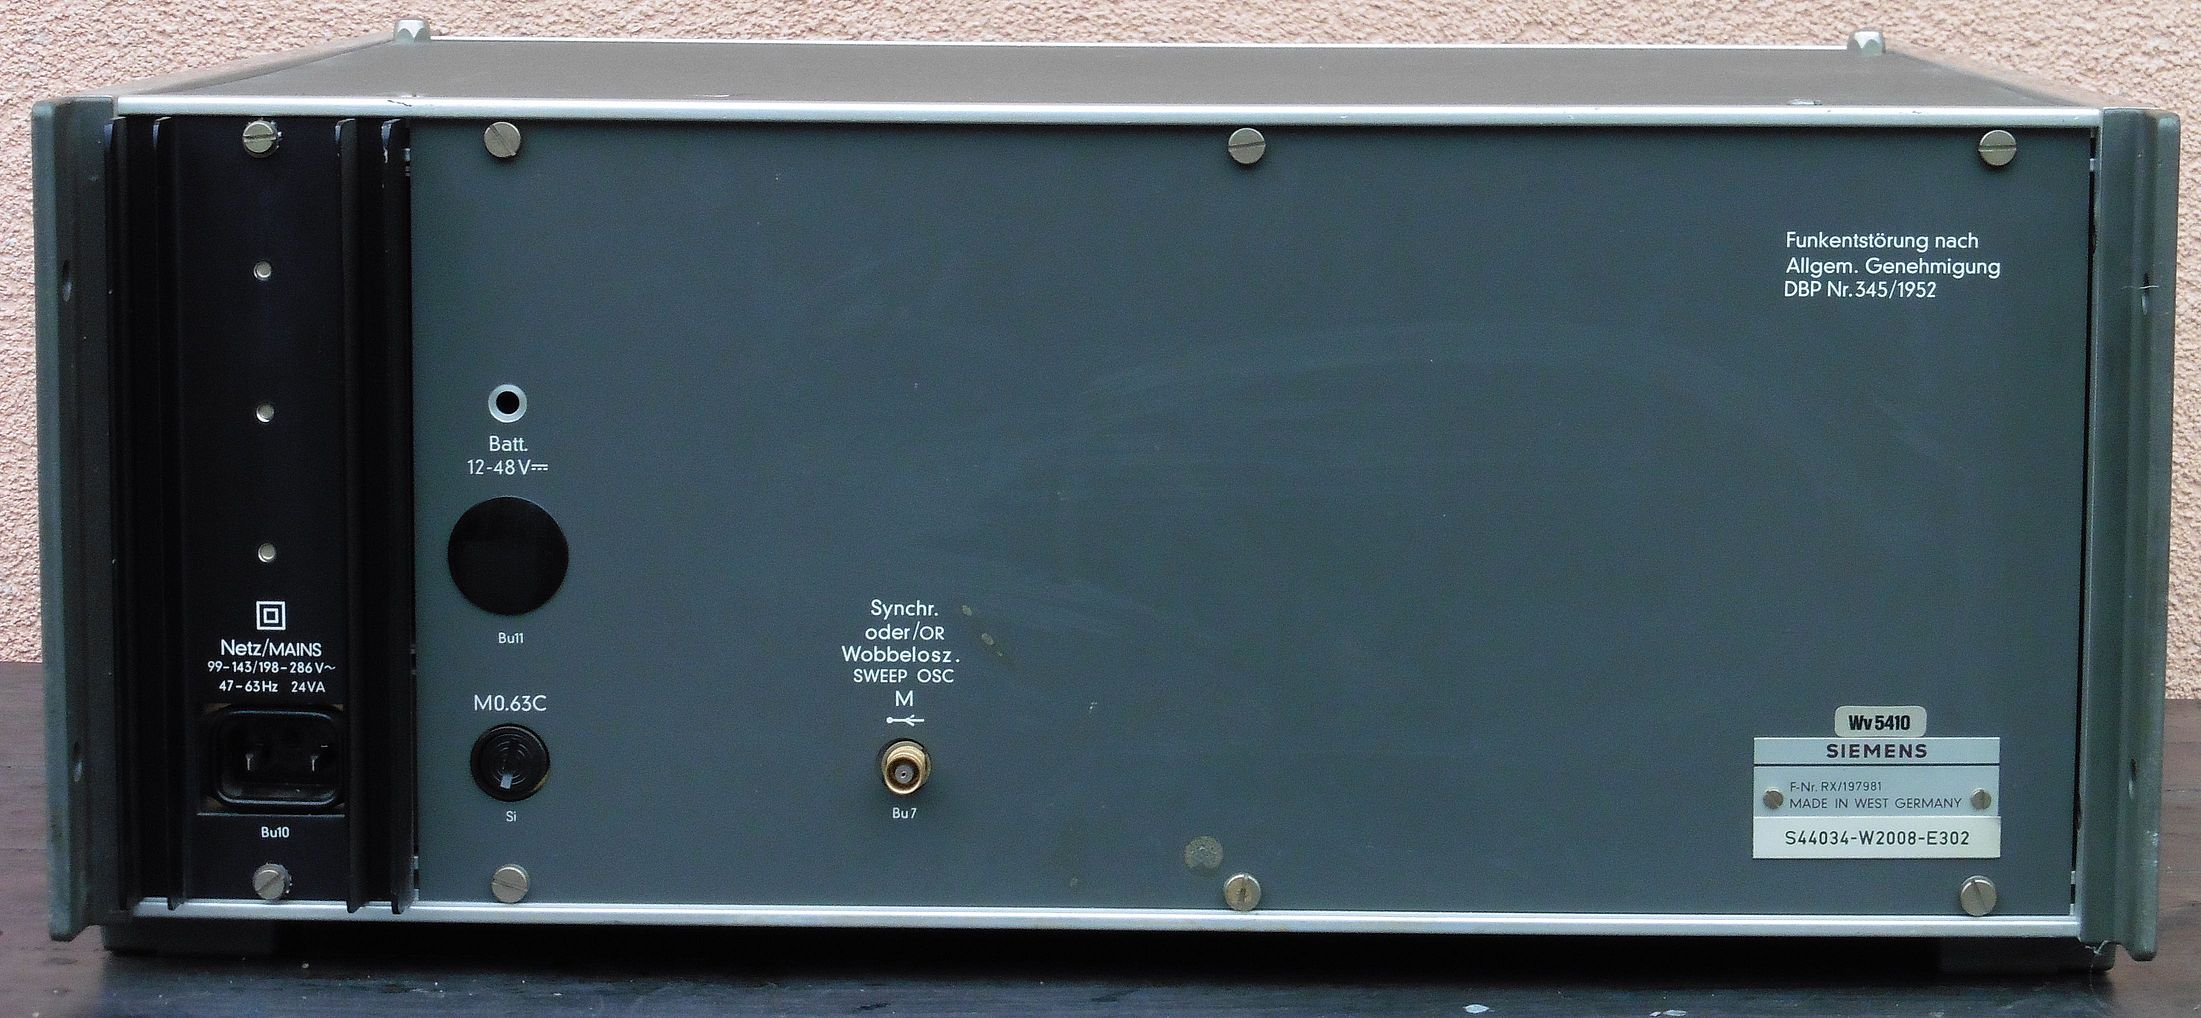 Funkentstörung nach
Allgem. Genehmigung
DBP Nr. 345/1952
Batt.
12-48V⎓
Bu11
M0.63C
Si
Netz/MAINS
99-143/198-286V~
47-63Hz 24VA
Bu10
Synchr.
oder/OR
Wobbelosz.
SWEEP OSC
M
Bu7
Wv 5410
SIEMENS
F-Nr. RX/197981
MADE IN WEST GERMANY
S44034-W2008-E302